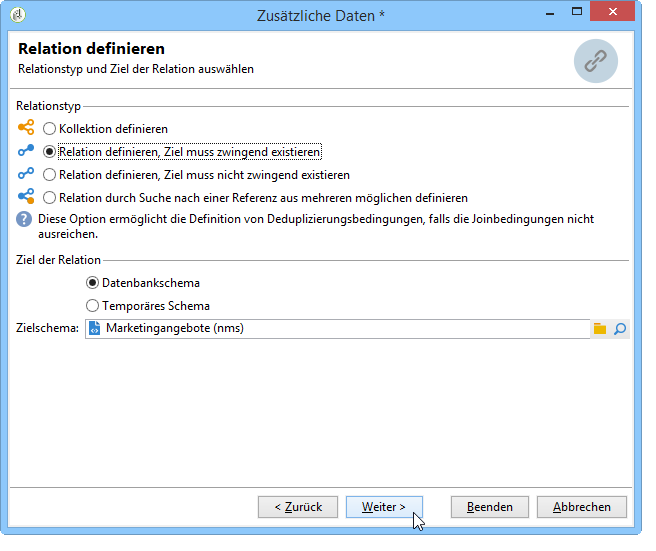 Zusätzliche Daten *
Relation definieren
Relationstyp und Ziel der Relation auswählen
Relationstyp
Kollektion definieren
Relation definieren, Ziel muss zwingend existieren
Relation definieren, Ziel muss nicht zwingend existieren
Relation durch Suche nach einer Referenz aus mehreren möglichen definieren
Diese Option ermöglicht die Definition von Deduplizierungsbedingungen, falls die Joinbedingungen nicht
ausreichen.
Ziel der Relation
Datenbankschema
Temporäres Schema
Zielschema: Marketingangebote (nms)
< Zurück Weiter > Beenden Abbrechen